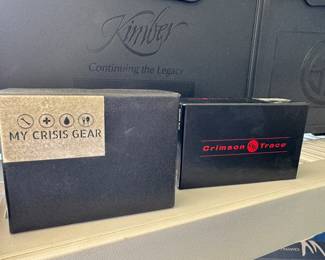 Kimber
Continuing the Legacy
MY CRISIS GEAR
Crimson Trace